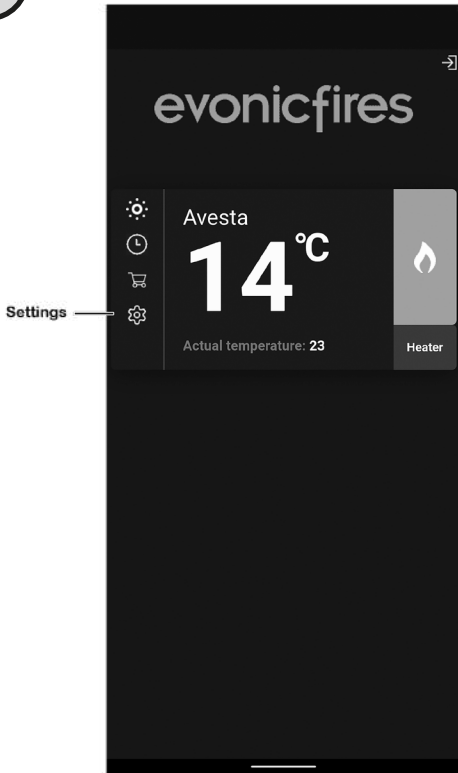 evonicfires
Avesta
14°C
Settings
Actual temperature: 23
Heater